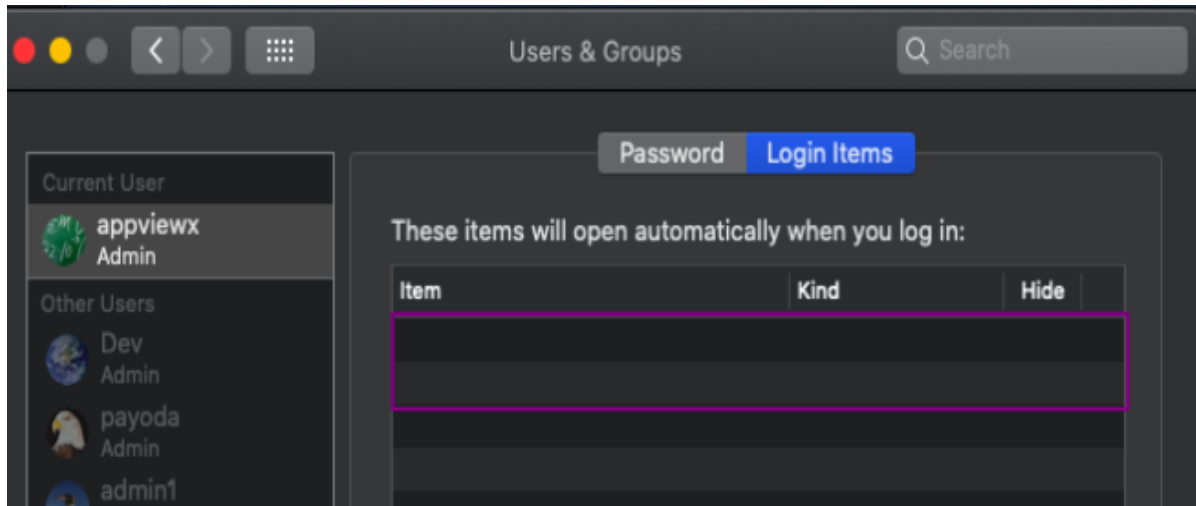 Users & Groups
Search
Password
Login Items
Current User
appviewx
Admin
Other Users
Dev
Admin
payoda
Admin
admin1
These items will open automatically when you log in:
Item
Kind
Hide